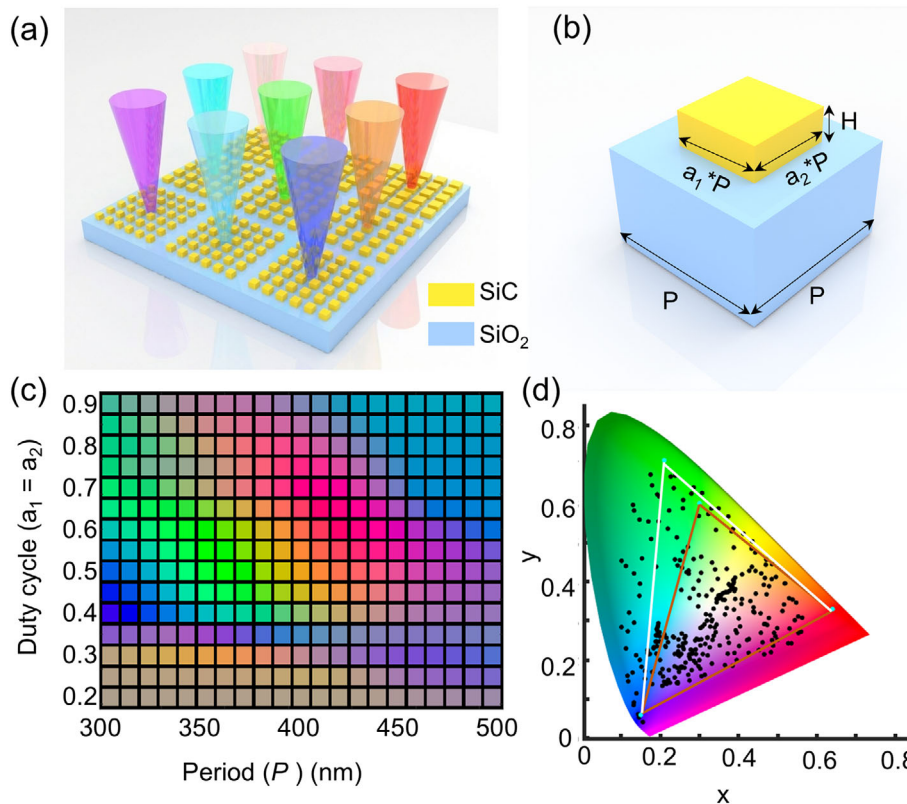 (a)
SiC
SiO₂
(b)
H
a₁ *P
a₂ *P
P
P
(c)
Duty cycle (a₁ = a₂)
0.9
0.8
0.7
0.6
0.5
0.4
0.3
0.2
300
350
400
450
500
Period (P ) (nm)
(d)
y
0.8
0.6
0.4
0.2
0
0
0.2
0.4
0.6
0.8
x